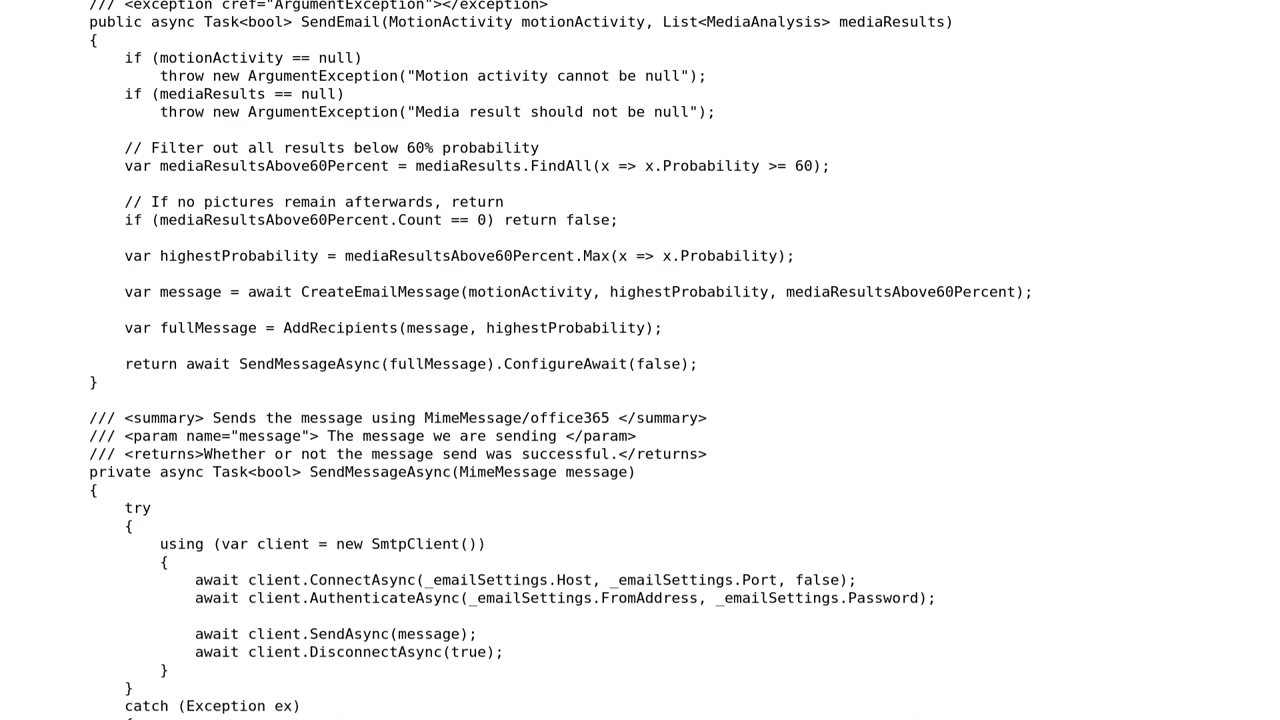 /// <exception cref="ArgumentException"></exception>
public async Task<bool> SendEmail(MotionActivity motionActivity, List<MediaAnalysis> mediaResults)
{
if (motionActivity == null)
throw new ArgumentException("Motion activity cannot be null");
if (mediaResults == null)
throw new ArgumentException("Media result should not be null");
// Filter out all results below 60% probability
var mediaResultsAbove60Percent = mediaResults.FindAll(x => x.Probability >= 60);
// If no pictures remain afterwards, return
if (mediaResultsAbove60Percent.Count == 0) return false;
var highestProbability = mediaResultsAbove60Percent.Max(x => x.Probability);
var message = await CreateEmailMessage(motionActivity, highestProbability, mediaResultsAbove60Percent);
var fullMessage = AddRecipients(message, highestProbability);
return await SendMessageAsync(fullMessage).ConfigureAwait(false);
}
/// <summary> Sends the message using MimeMessage/office365 </summary>
/// <param name="message"> The message we are sending </param>
/// <returns>Whether or not the message send was successful.</returns>
private async Task<bool> SendMessageAsync(MimeMessage message)
{
try
{
using (var client = new SmtpClient())
{
await client.ConnectAsync(_emailSettings.Host, _emailSettings.Port, false);
await client.AuthenticateAsync(_emailSettings.FromAddress, _emailSettings.Password);
await client.SendAsync(message);
await client.DisconnectAsync(true);
}
}
catch (Exception ex)
{